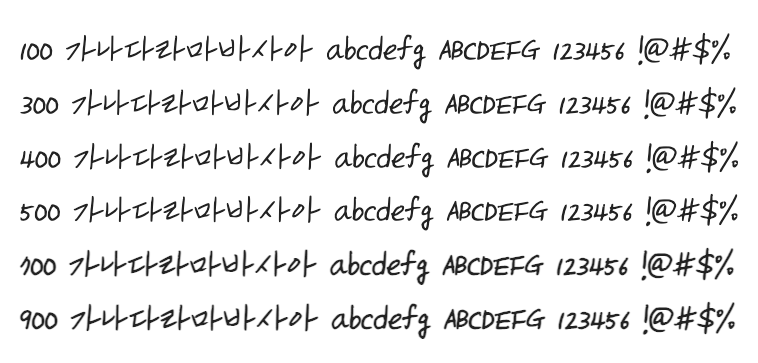 100 가나다라마바사아 abcdefg ABCDEFG 123456 !@#$%
300 가나다라마바사아 abcdefg ABCDEFG 123456 !@#$%
400 가나다라마바사아 abcdefg ABCDEFG 123456 !@#$%
500 가나다라마바사아 abcdefg ABCDEFG 123456 !@#$%
700 가나다라마바사아 abcdefg ABCDEFG 123456 !@#$%
900 가나다라마바사아 abcdefg ABCDEFG 123456 !@#$%